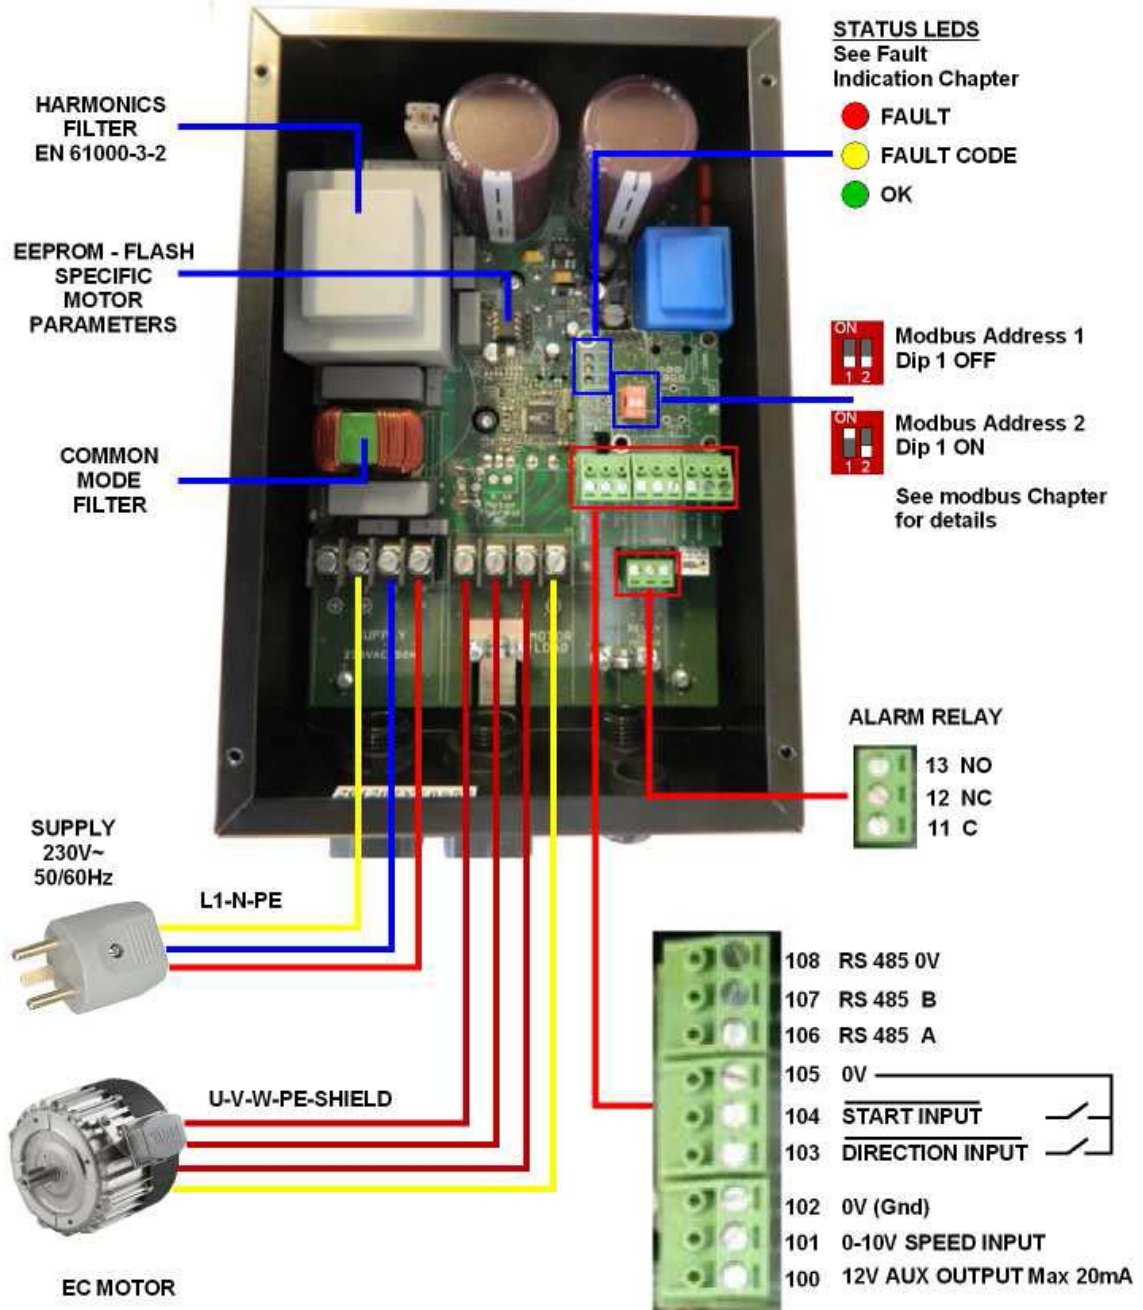 STATUS LEDS
See Fault
Indication Chapter
FAULT
FAULT CODE
OK
HARMONICS
FILTER
EN 61000-3-2
EEPROM - FLASH
SPECIFIC
MOTOR
PARAMETERS
COMMON
MODE
FILTER
ON
1 2
Modbus Address 1
Dip 1 OFF
ON
1 2
Modbus Address 2
Dip 1 ON
See modbus Chapter
for details
SUPPLY
MOTOR
LOAD
ALARM RELAY
13 NO
12 NC
11 C
SUPPLY
230V~
50/60Hz
L1-N-PE
U-V-W-PE-SHIELD
EC MOTOR
108 RS 485 0V
107 RS 485 B
106 RS 485 A
105 0V
104 START INPUT
103 DIRECTION INPUT
102 0V (Gnd)
101 0-10V SPEED INPUT
100 12V AUX OUTPUT Max 20mA